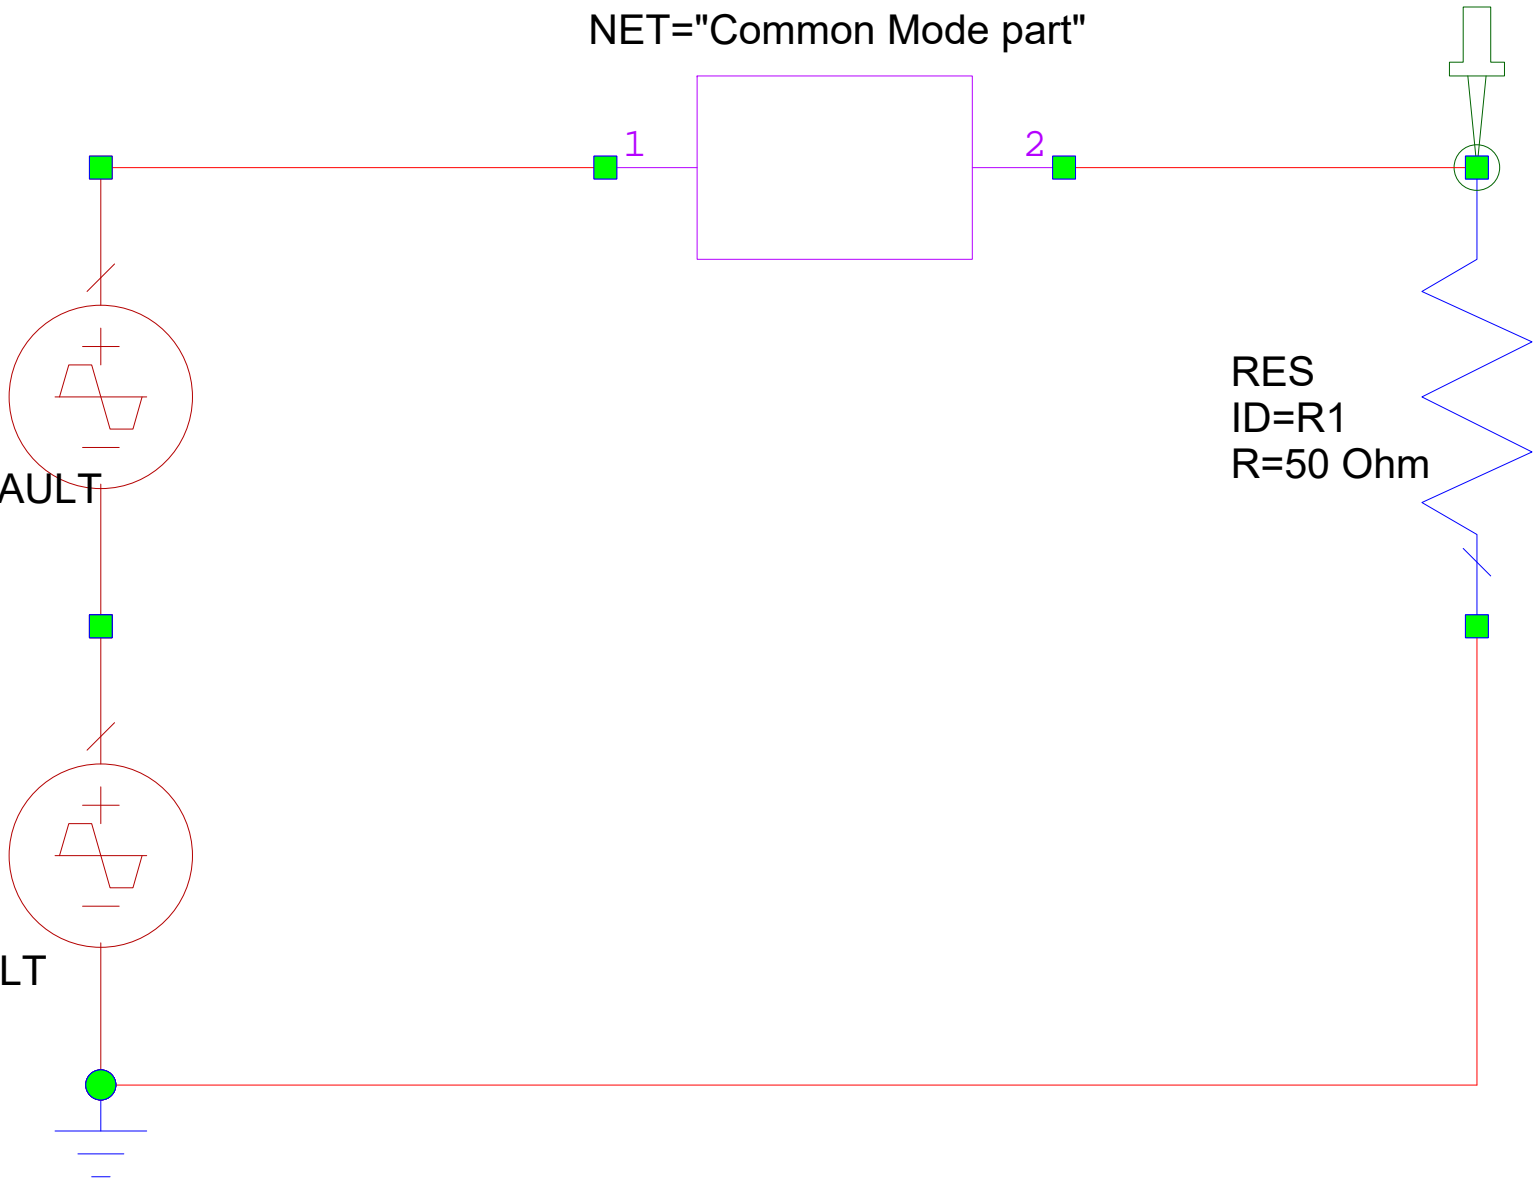 NET="Common Mode part"
1
2
RES
ID=R1
R=50 Ohm
AULT
LT